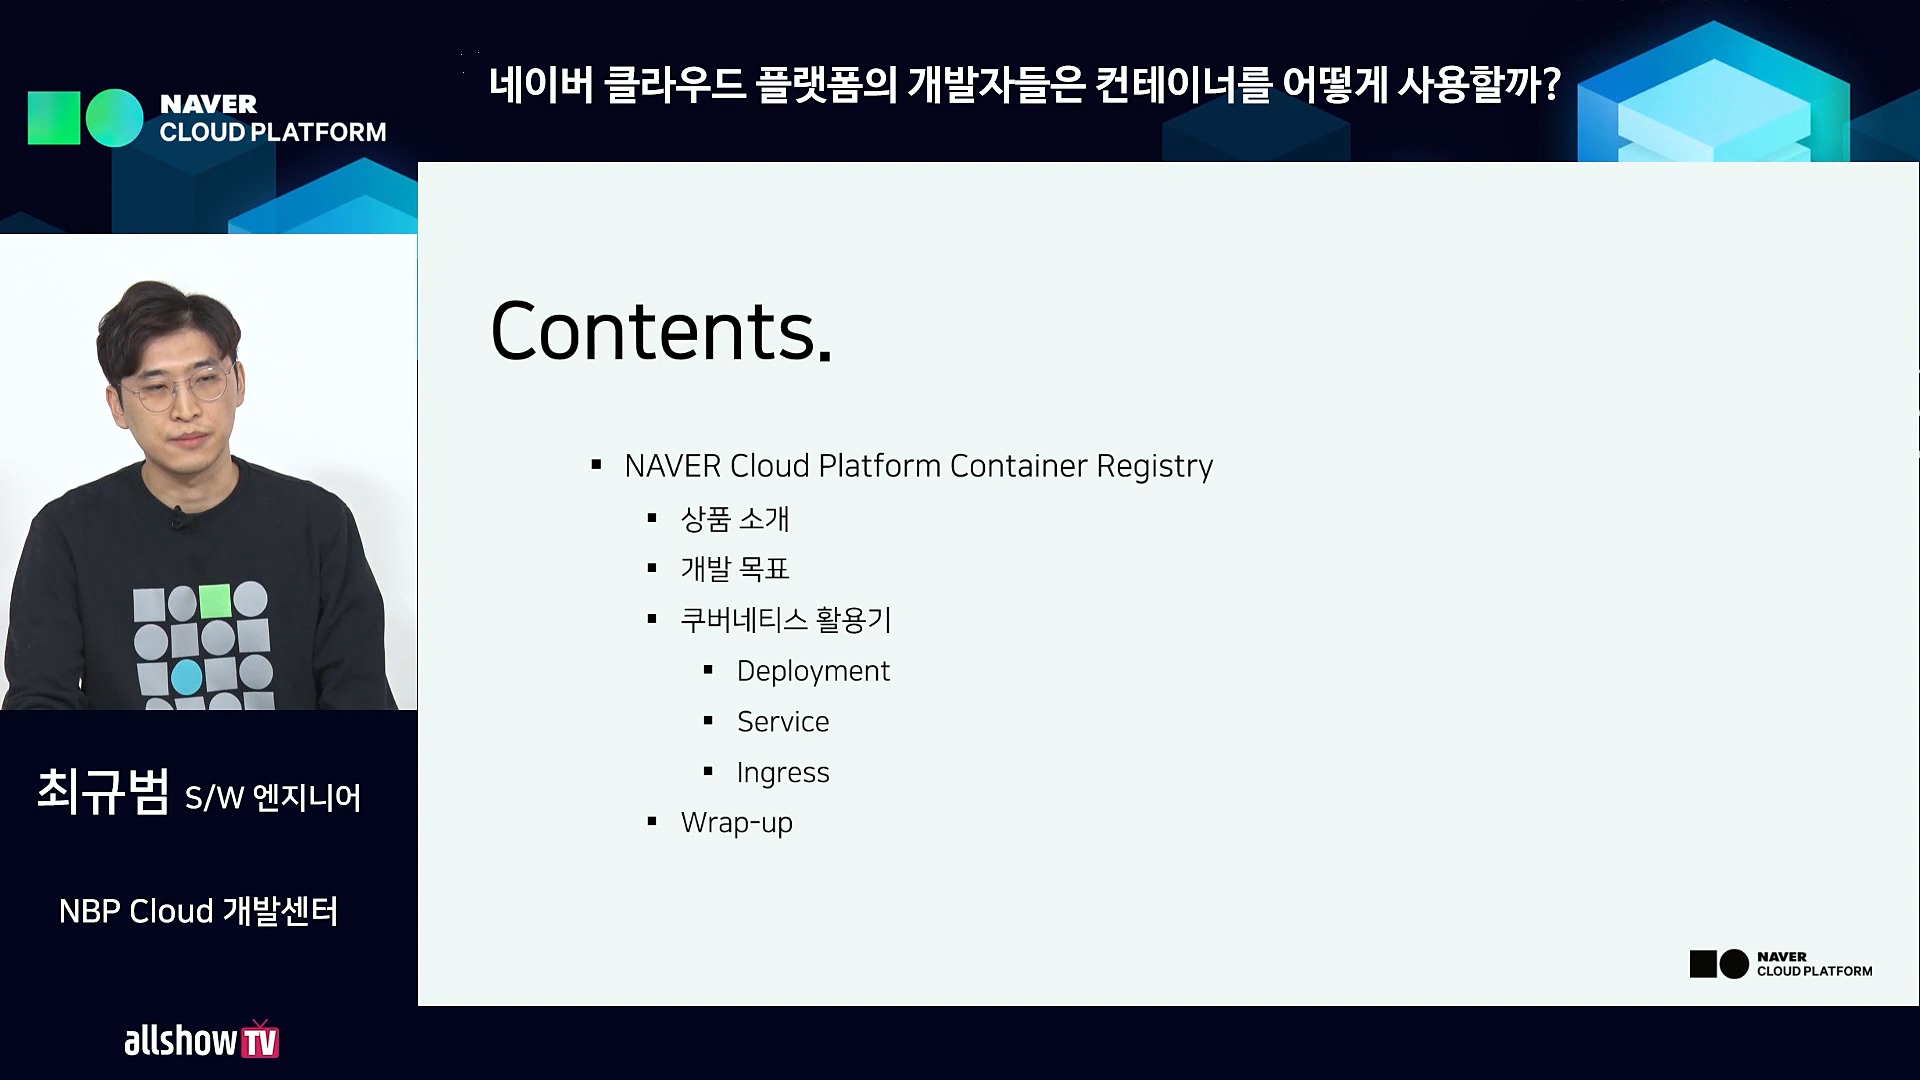 네이버 클라우드 플랫폼의 개발자들은 컨테이너를 어떻게 사용할까?
NAVER
CLOUD PLATFORM
Contents.
▪ NAVER Cloud Platform Container Registry
▪ 상품 소개
▪ 개발 목표
▪ 쿠버네티스 활용기
▪ Deployment
▪ Service
▪ Ingress
▪ Wrap-up
최규범 S/W 엔지니어
NBP Cloud 개발센터
NAVER
CLOUD PLATFORM
allshow TV